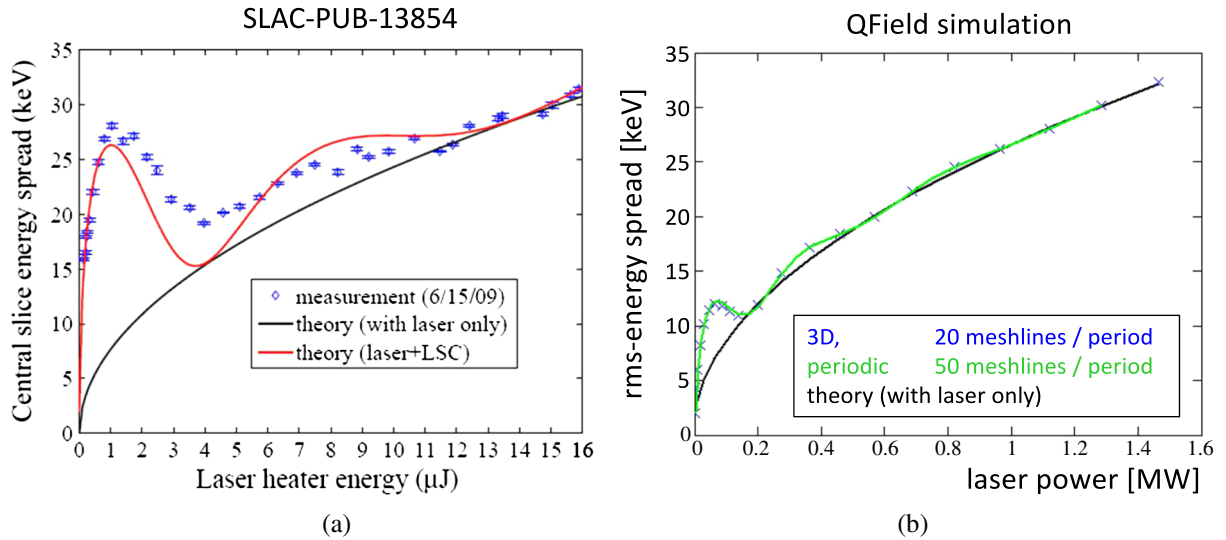 SLAC-PUB-13854
Central slice energy spread (keV)
35
30
25
20
15
10
5
0
measurement (6/15/09)
theory (with laser only)
theory (laser+LSC)
0 1 2 3 4 5 6 7 8 9 10 11 12 13 14 15 16
Laser heater energy (μJ)
(a)
QField simulation
rms-energy spread [keV]
35
30
25
20
15
10
5
0
3D, 20 meshlines / period
periodic 50 meshlines / period
theory (with laser only)
0 0.2 0.4 0.6 0.8 1 1.2 1.4 1.6
laser power [MW]
(b)